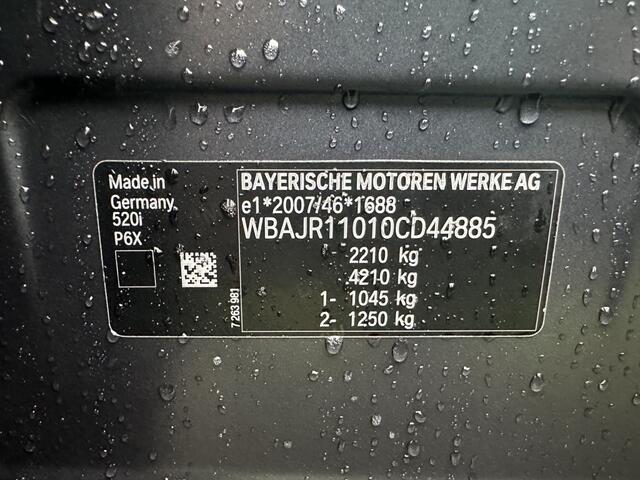 Made in
Germany
520i
P6X
7 263 981
BAYERISCHE MOTOREN WERKE AG
e1*2007/46*1688
WBAJR11010CD44885
2210 kg
4210 kg
1- 1045 kg
2- 1250 kg